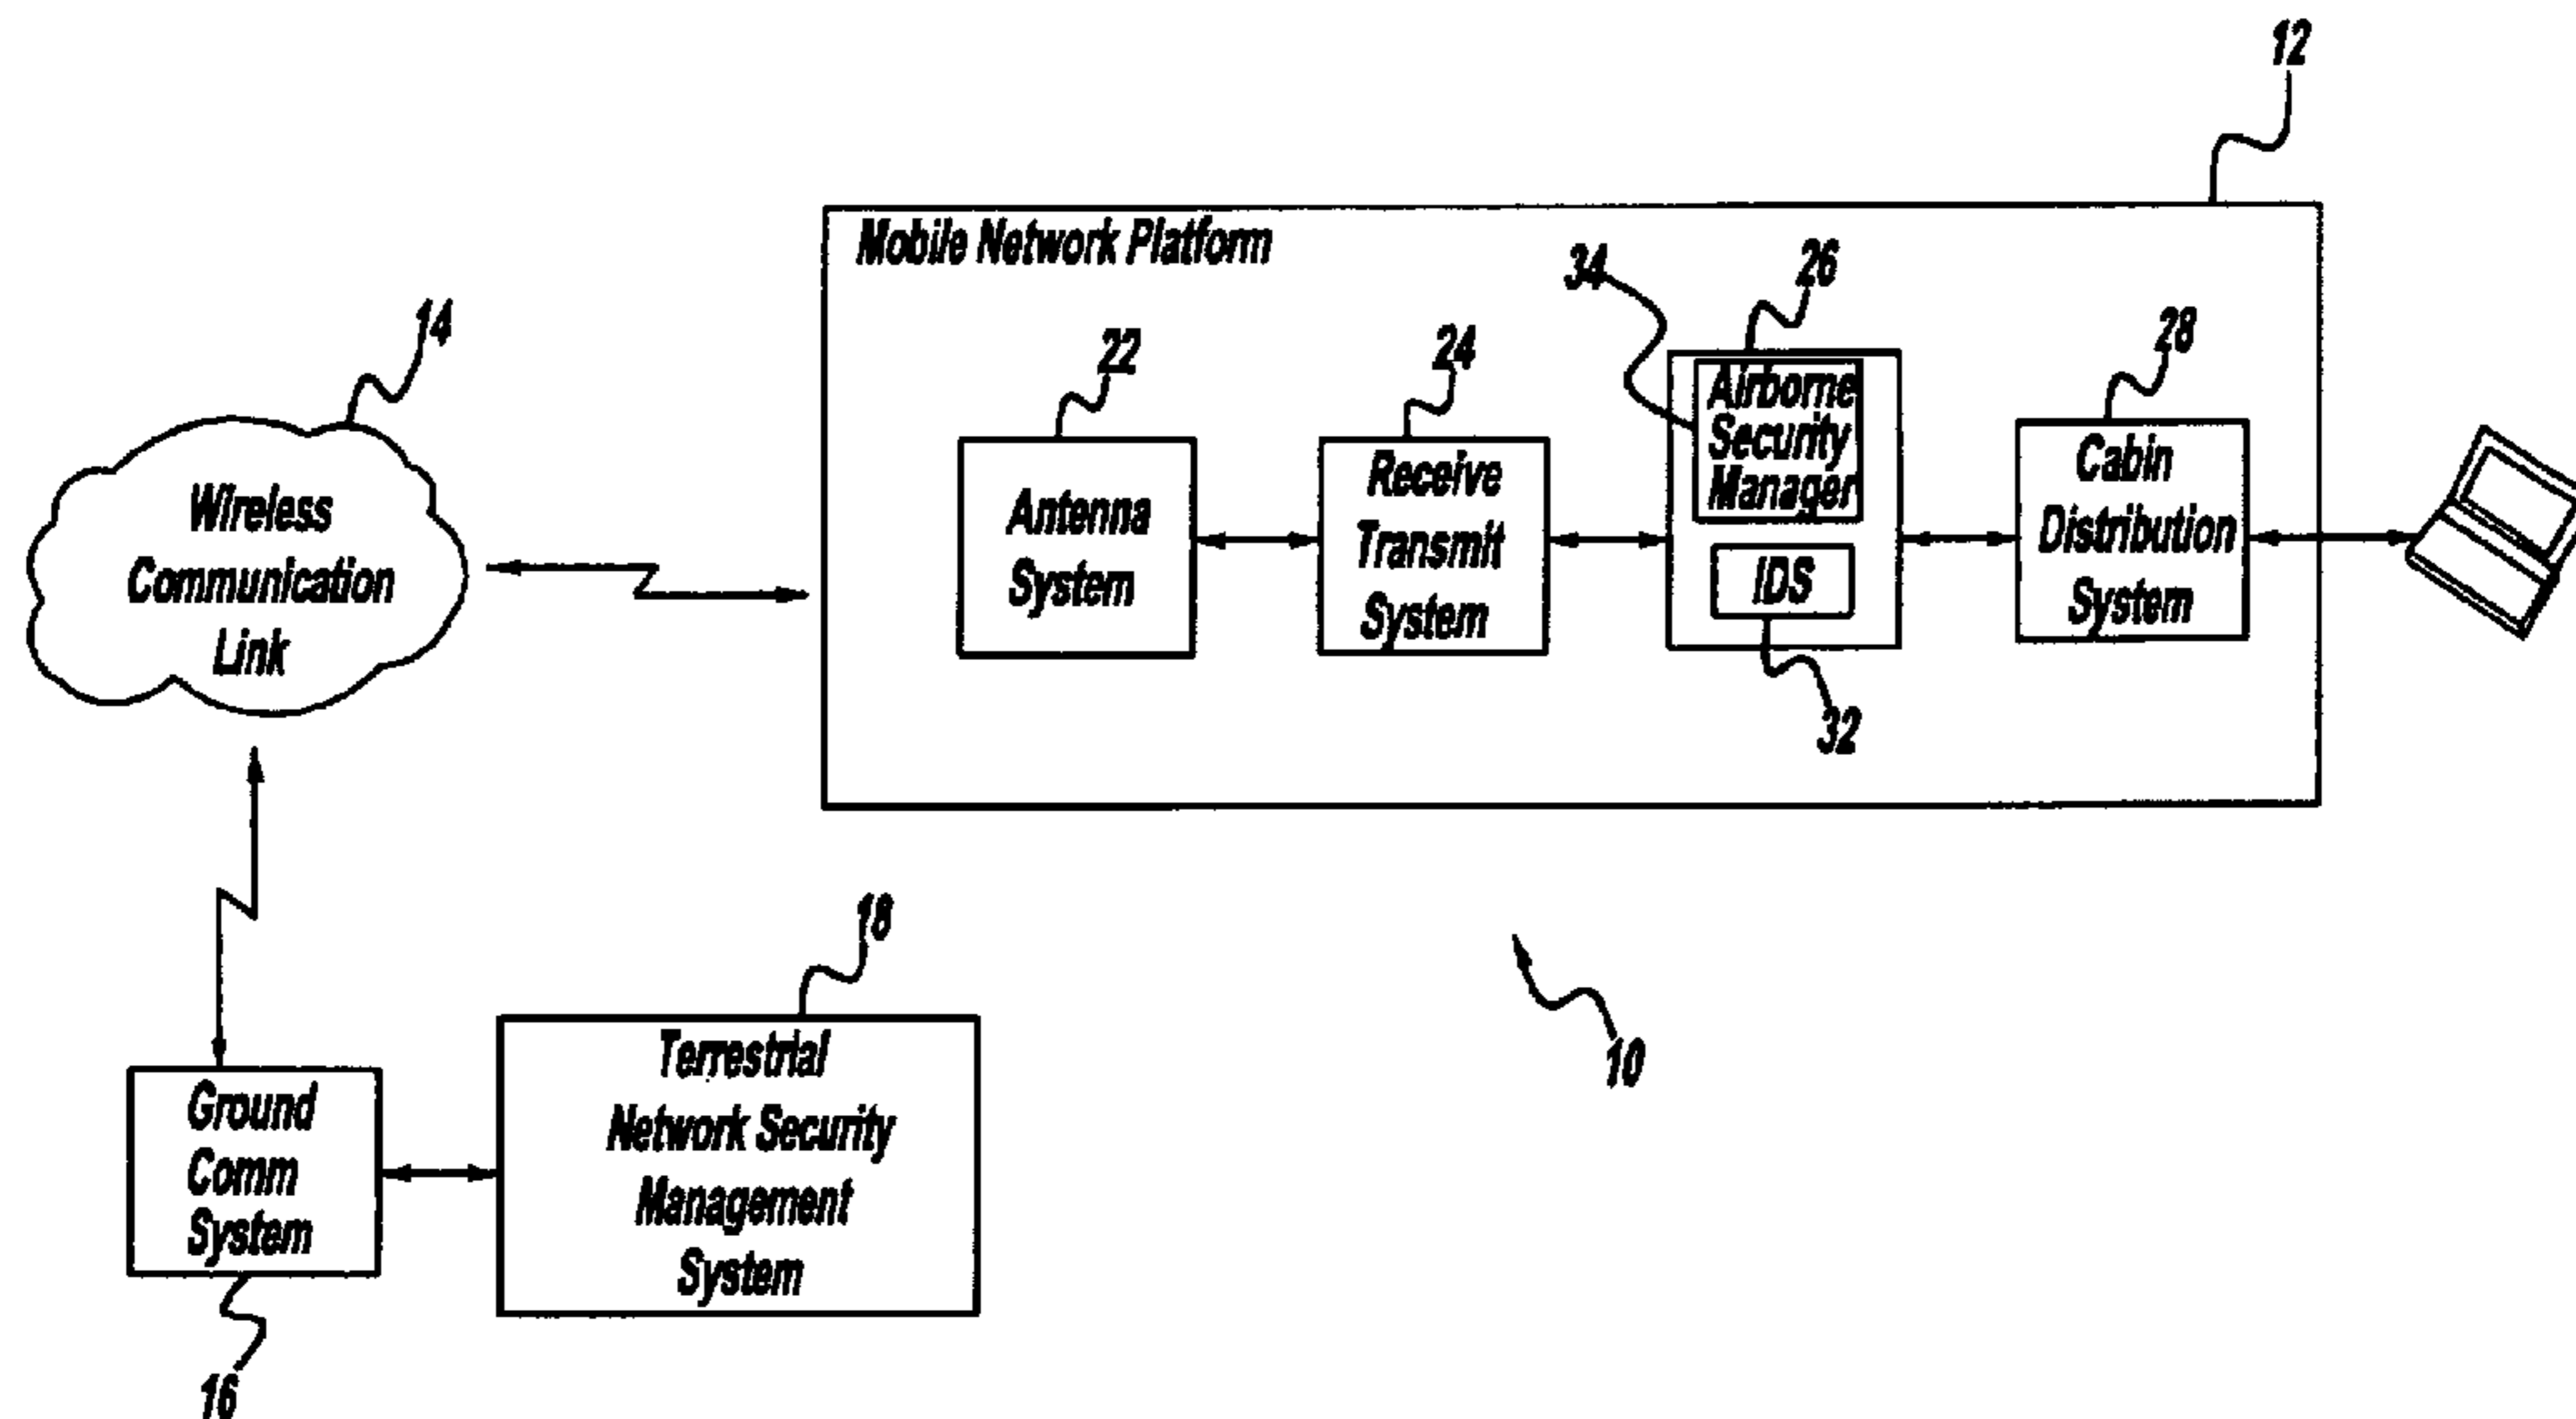 12
Mobile Network Platform
34
26
14
22
24
28
Airborne
Security
Manager
Cabin
Distribution
System
Receive
Transmit
System
Antenna
System
IDS
Wireless
Communication
Link
32
18
10
Terrestrial
Network Security
Management
System
Ground
Comm
System
16